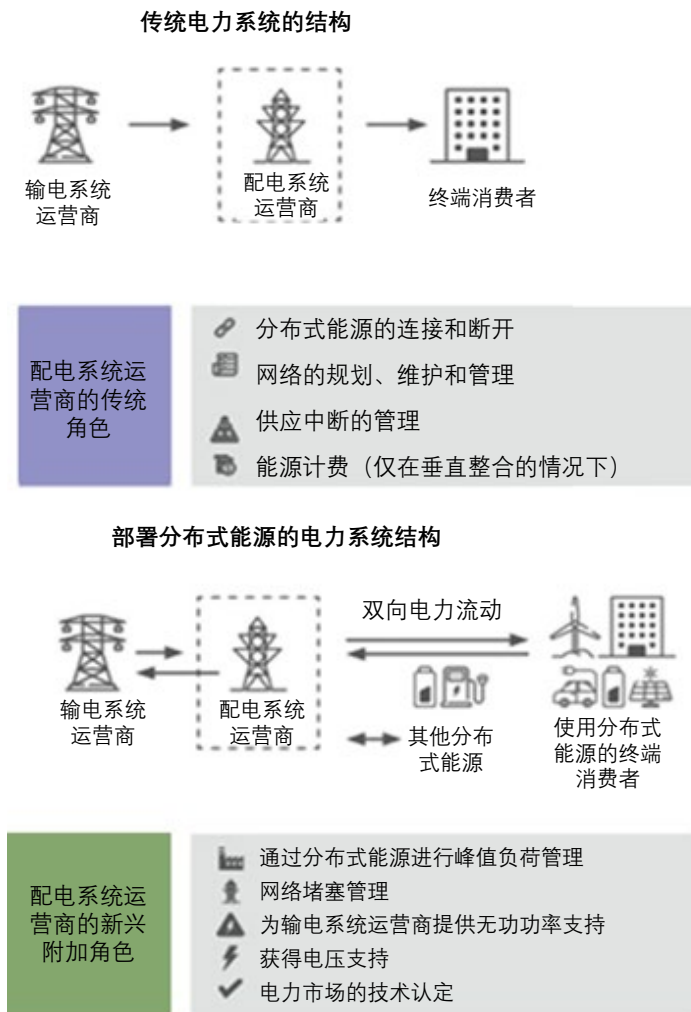 传统电力系统的结构
输电系统
运营商
配电系统
运营商
终端消费者
配电系统运
营商的传统
角色
分布式能源的连接和断开
网络的规划、维护和管理
供应中断的管理
能源计费（仅在垂直整合的情况下）
部署分布式能源的电力系统结构
双向电力流动
输电系统
运营商
配电系统
运营商
其他分布
式能源
使用分布式
能源的终端
消费者
配电系统运
营商的新兴
附加角色
通过分布式能源进行峰值负荷管理
网络堵塞管理
为输电系统运营商提供无功功率支持
获得电压支持
电力市场的技术认定